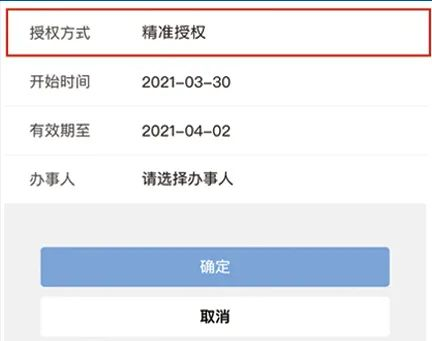 授权方式 精准授权
开始时间 2021-03-30
有效期至 2021-04-02
办事人 请选择办事人
确定
取消